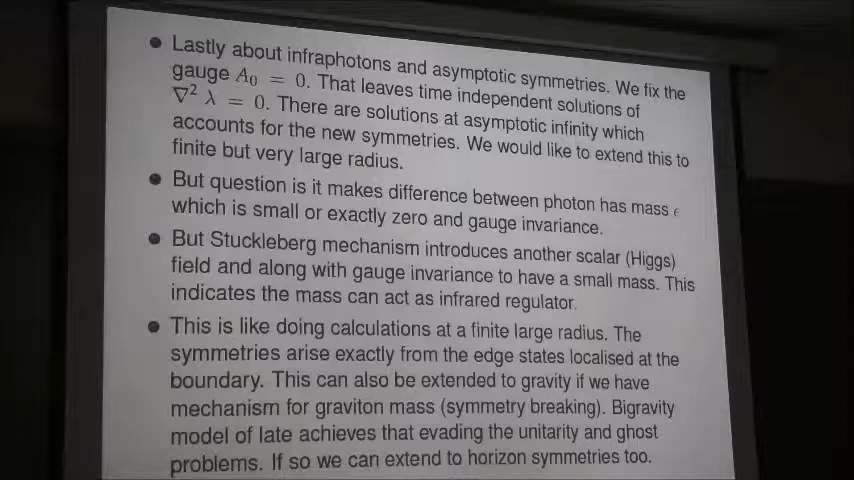 • Lastly about infraphotons and asymptotic symmetries. We fix the
gauge A₀ = 0. That leaves time independent solutions of
∇² λ = 0. There are solutions at asymptotic infinity which
accounts for the new symmetries. We would like to extend this to
finite but very large radius.
• But question is it makes difference between photon has mass ϵ
which is small or exactly zero and gauge invariance.
• But Stuckleberg mechanism introduces another scalar (Higgs)
field and along with gauge invariance to have a small mass. This
indicates the mass can act as infrared regulator.
• This is like doing calculations at a finite large radius. The
symmetries arise exactly from the edge states localised at the
boundary. This can also be extended to gravity if we have
mechanism for graviton mass (symmetry breaking). Bigravity
model of late achieves that evading the unitarity and ghost
problems. If so we can extend to horizon symmetries too.